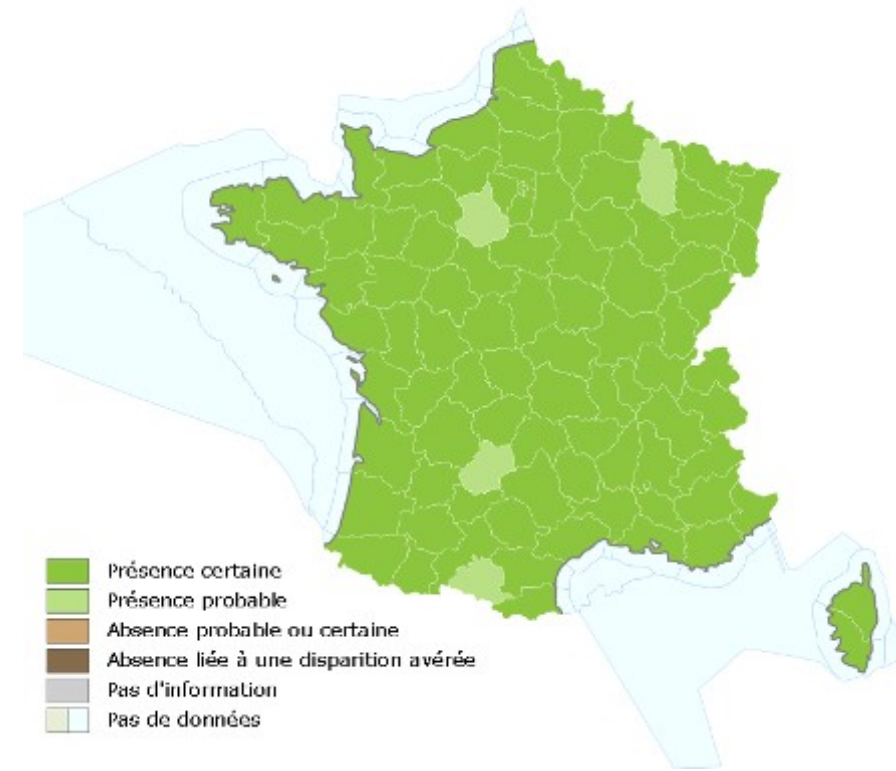 Présence certaine
Présence probable
Absence probable ou certaine
Absence liée à une disparition avérée
Pas d'information
Pas de données